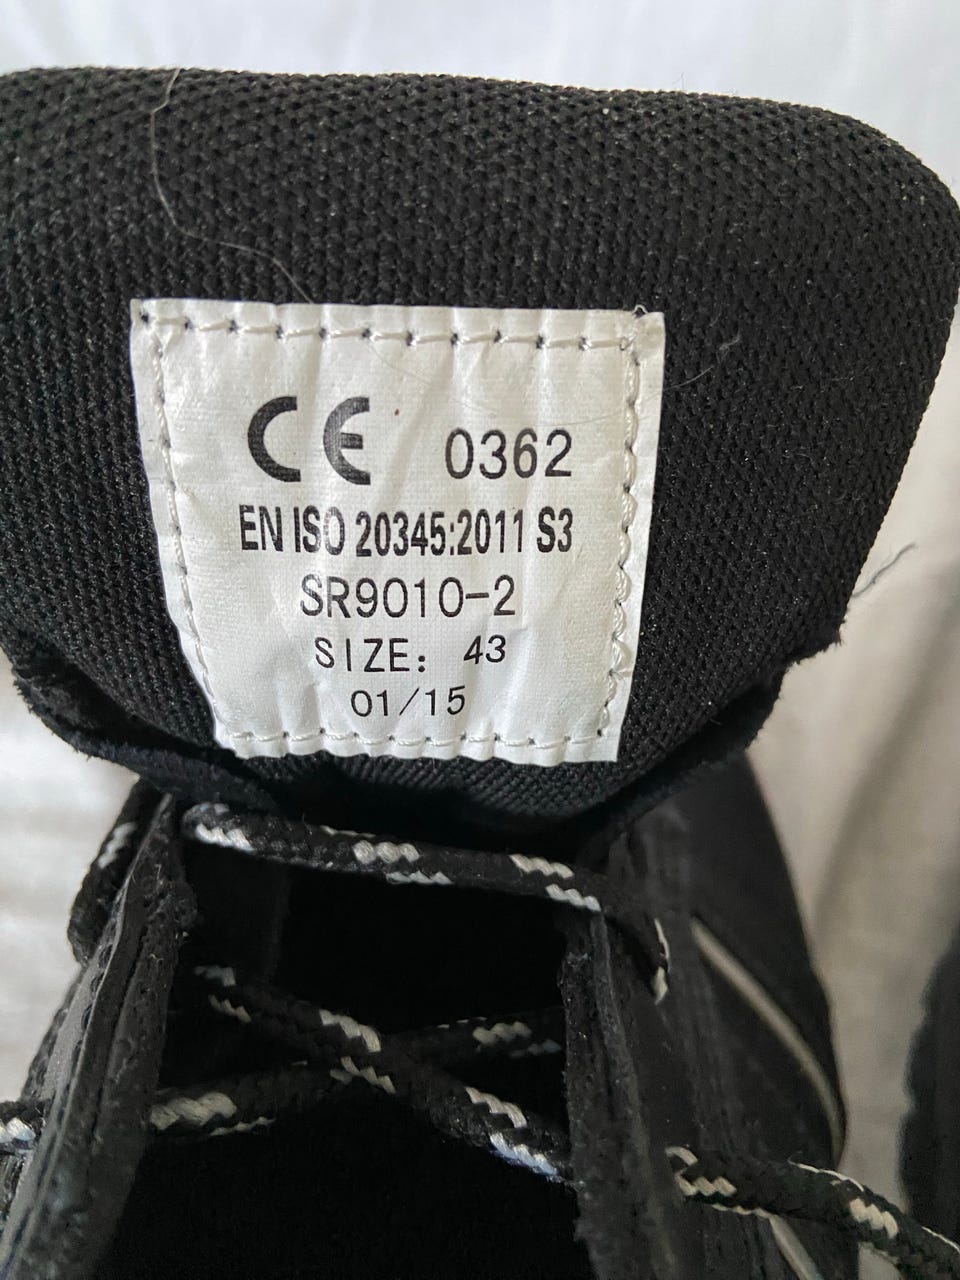 CE 0362
EN ISO 20345:2011 S3
SR9010-2
SIZE: 43
01/15